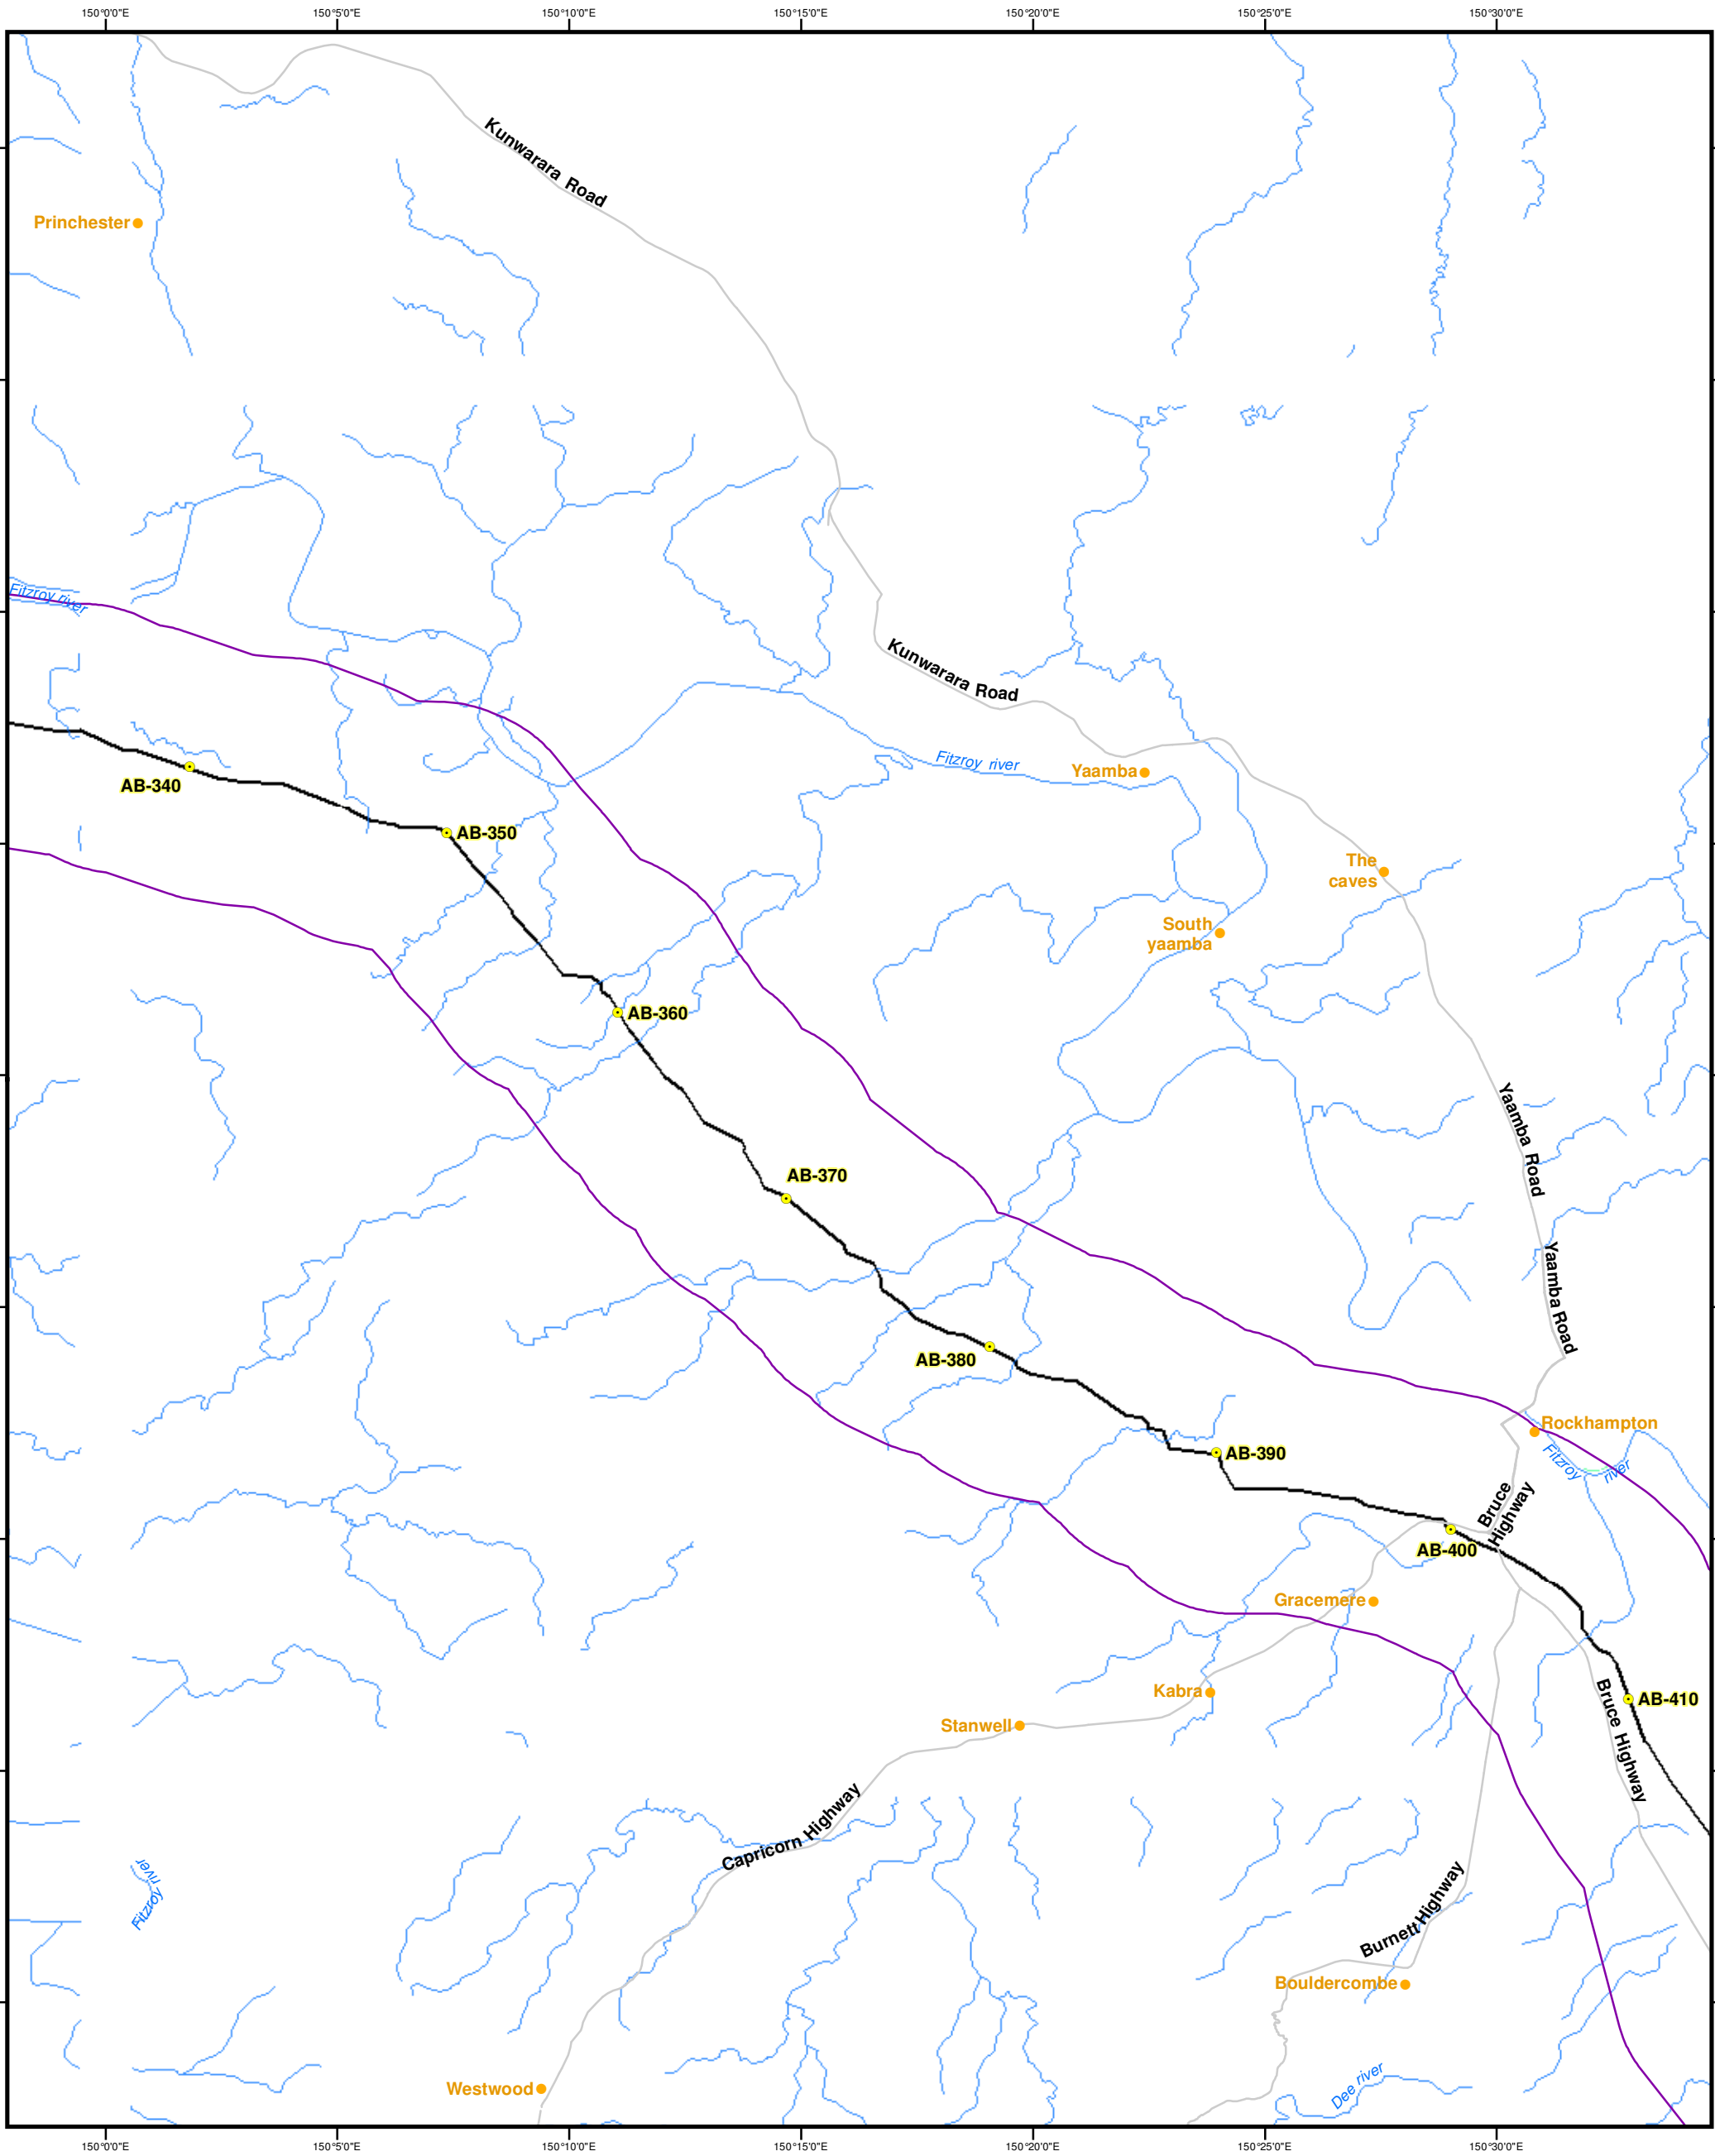 150°0'0"E 150°5'0"E 150°10'0"E 150°15'0"E 150°20'0"E 150°25'0"E 150°30'0"E
Kunwarara Road
Princhester
Fitzroy river
Kunwarara Road
Fitzroy river
Yaamba
AB-340
AB-350
The
caves
South
yaamba
AB-360
Yaamba Road
AB-370
Yaamba Road
AB-380
Rockhampton
AB-390
Fitzroy river
Bruce
Highway
AB-400
Gracemere
Kabra
AB-410
Stanwell
Bruce Highway
Capricorn Highway
Fitzroy river
Burnett Highway
Bouldercombe
Westwood
Dee river
150°0'0"E 150°5'0"E 150°10'0"E 150°15'0"E 150°20'0"E 150°25'0"E 150°30'0"E